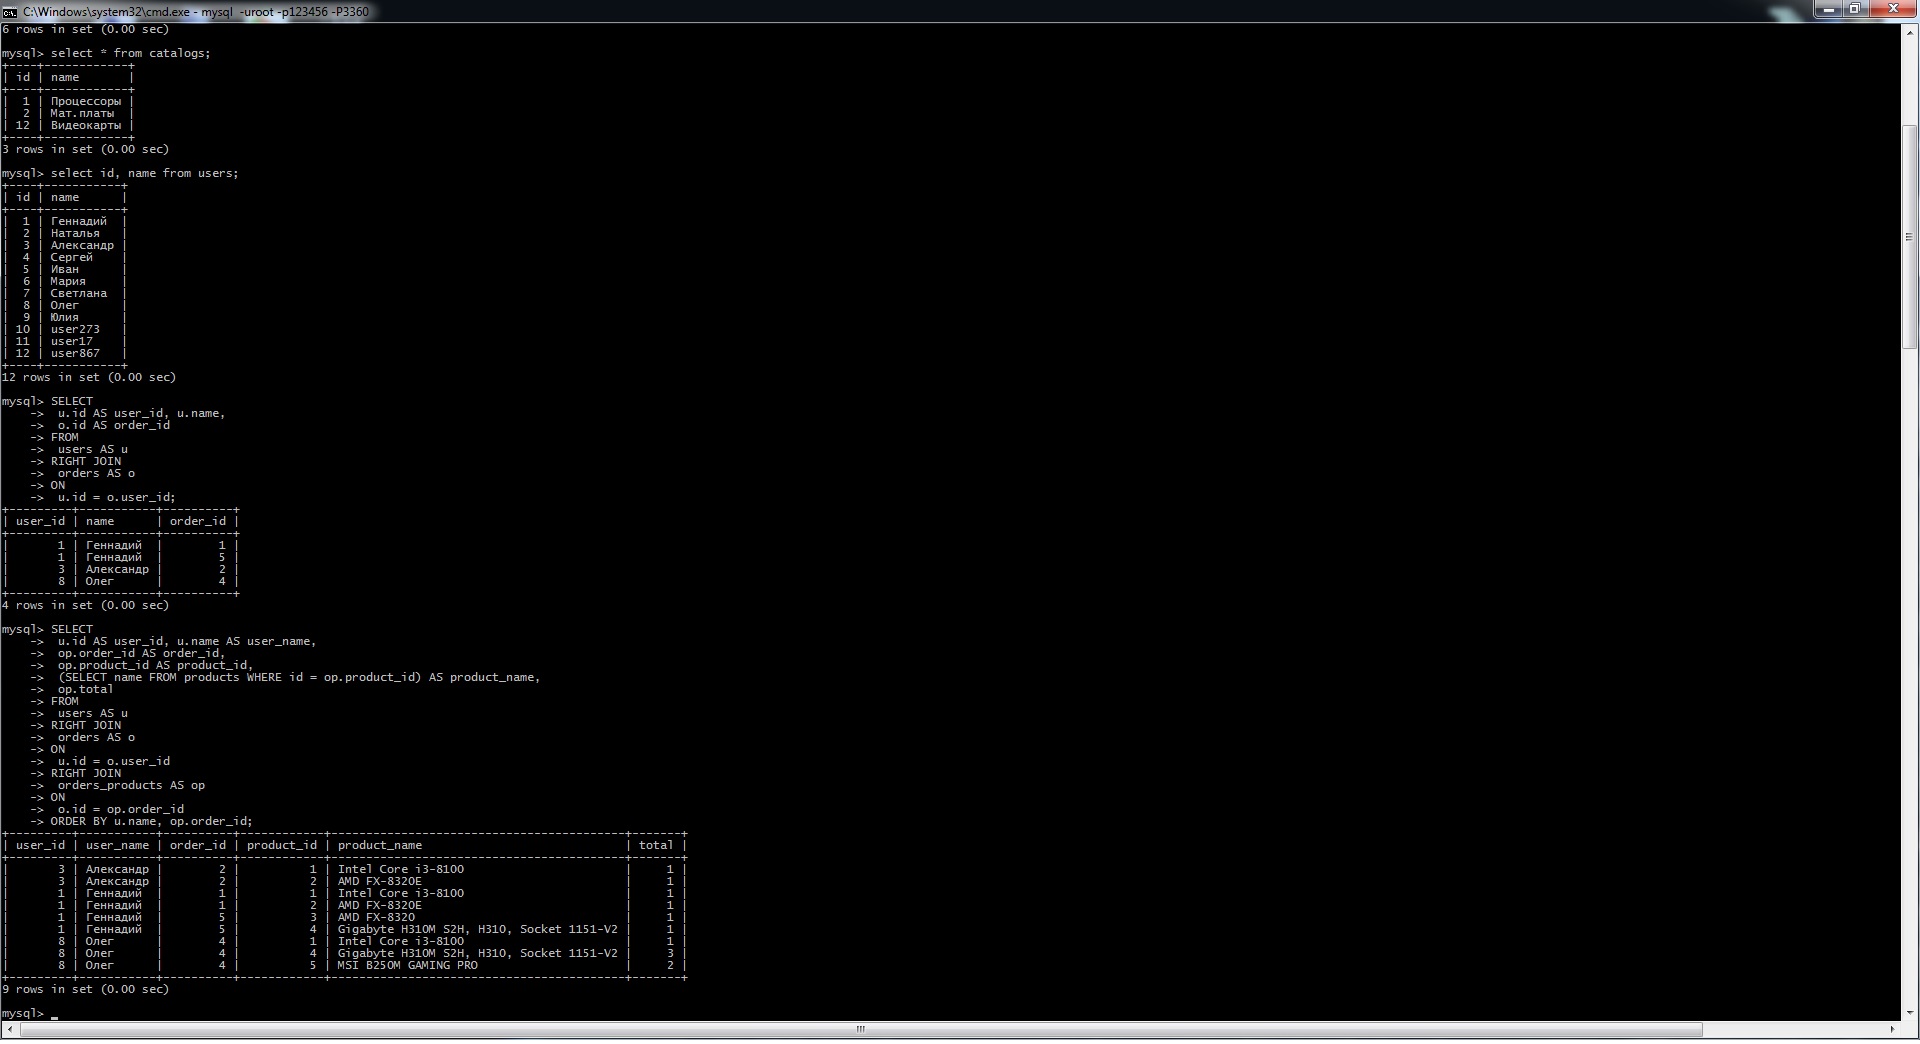 C:\Windows\system32\cmd.exe - mysql  -uroot -p123456 -P3360
6 rows in set (0.00 sec)
mysql> select * from catalogs;
+----+------------+
| id | name       |
+----+------------+
|  1 | Процессоры |
|  2 | Мат.платы  |
| 12 | Видеокарты |
+----+------------+
3 rows in set (0.00 sec)
mysql> select id, name from users;
+----+-----------+
| id | name      |
+----+-----------+
|  1 | Геннадий  |
|  2 | Наталья   |
|  3 | Александр |
|  4 | Сергей    |
|  5 | Иван      |
|  6 | Мария     |
|  7 | Светлана  |
|  8 | Олег      |
|  9 | Юлия      |
| 10 | user273   |
| 11 | user17    |
| 12 | user867   |
+----+-----------+
12 rows in set (0.00 sec)
mysql> SELECT
    ->  u.id AS user_id, u.name,
    ->  o.id AS order_id
    -> FROM
    ->  users AS u
    -> RIGHT JOIN
    ->  orders AS o
    -> ON
    ->  u.id = o.user_id;
+---------+-----------+----------+
| user_id | name      | order_id |
+---------+-----------+----------+
|       1 | Геннадий  |        1 |
|       1 | Геннадий  |        5 |
|       3 | Александр |        2 |
|       8 | Олег      |        4 |
+---------+-----------+----------+
4 rows in set (0.00 sec)
mysql> SELECT
    ->  u.id AS user_id, u.name AS user_name,
    ->  op.order_id AS order_id,
    ->  op.product_id AS product_id,
    ->  (SELECT name FROM products WHERE id = op.product_id) AS product_name,
    ->  op.total
    -> FROM
    ->  users AS u
    -> RIGHT JOIN
    ->  orders AS o
    -> ON
    ->  u.id = o.user_id
    -> RIGHT JOIN
    ->  orders_products AS op
    -> ON
    ->  o.id = op.order_id
    -> ORDER BY u.name, op.order_id;
+---------+-----------+----------+------------+-----------------------------------------+-------+
| user_id | user_name | order_id | product_id | product_name                            | total |
+---------+-----------+----------+------------+-----------------------------------------+-------+
|       3 | Александр |        2 |          1 | Intel Core i3-8100                      |     1 |
|       3 | Александр |        2 |          2 | AMD FX-8320E                            |     1 |
|       1 | Геннадий  |        1 |          1 | Intel Core i3-8100                      |     1 |
|       1 | Геннадий  |        1 |          2 | AMD FX-8320E                            |     1 |
|       1 | Геннадий  |        5 |          3 | AMD FX-8320                             |     1 |
|       1 | Геннадий  |        5 |          4 | Gigabyte H310M S2H, H310, Socket 1151-V2 |     1 |
|       8 | Олег      |        4 |          1 | Intel Core i3-8100                      |     1 |
|       8 | Олег      |        4 |          4 | Gigabyte H310M S2H, H310, Socket 1151-V2 |     3 |
|       8 | Олег      |        4 |          5 | MSI B250M GAMING PRO                    |     2 |
+---------+-----------+----------+------------+-----------------------------------------+-------+
9 rows in set (0.00 sec)
mysql> _